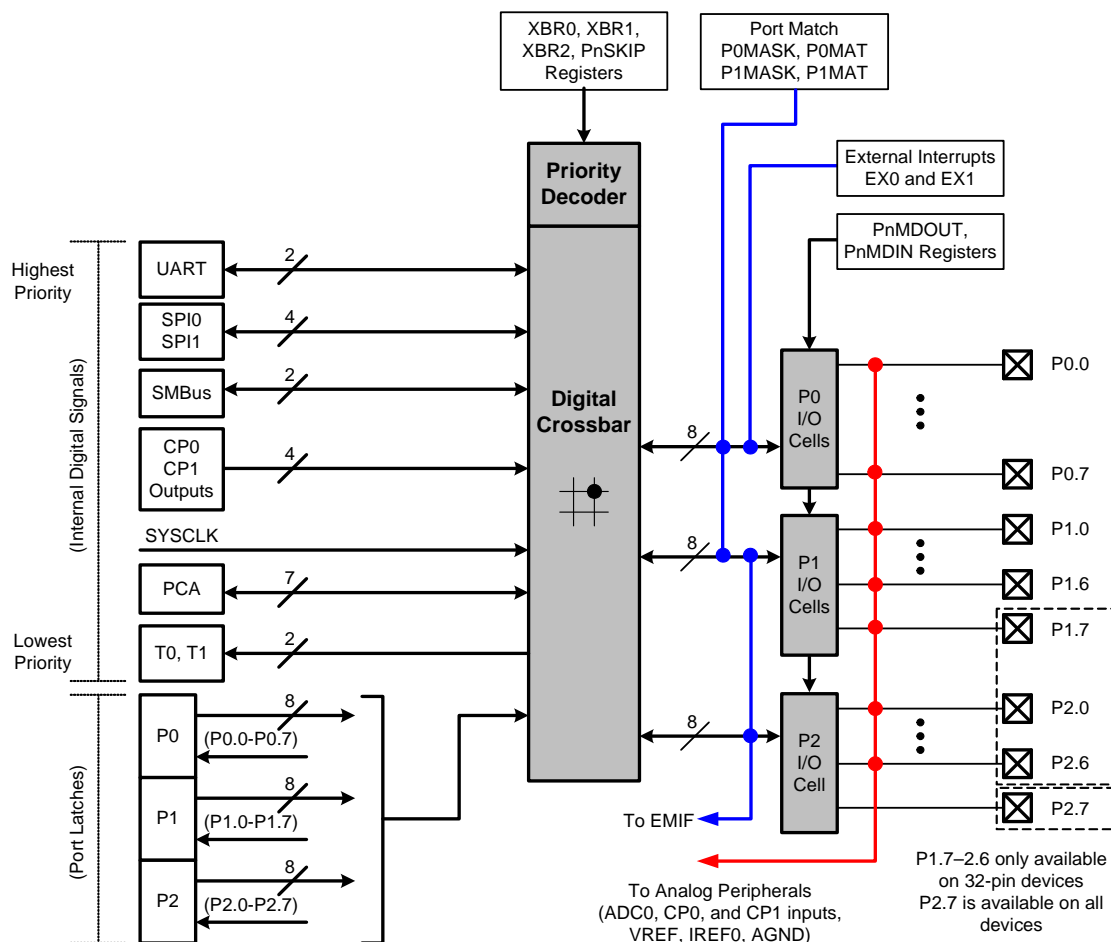 XBR0, XBR1,
XBR2, PnSKIP
Registers
Port Match
P0MASK, P0MAT
P1MASK, P1MAT
External Interrupts
EX0 and EX1
Priority
Decoder
PnMDOUT,
PnMDIN Registers
Highest
Priority
(Internal Digital Signals)
Lowest
Priority
UART
2
SPI0
SPI1
4
SMBus
2
CP0
CP1
Outputs
4
SYSCLK
PCA
7
T0, T1
2
Digital
Crossbar
8
8
8
P0
I/O
Cells
P1
I/O
Cells
P2
I/O
Cell
P0.0
P0.7
P1.0
P1.6
P1.7
P2.0
P2.6
P2.7
(Port Latches)
P0
8
(P0.0-P0.7)
P1
8
(P1.0-P1.7)
P2
8
(P2.0-P2.7)
To EMIF
To Analog Peripherals
(ADC0, CP0, and CP1 inputs,
VREF, IREF0, AGND)
P1.7–2.6 only available
on 32-pin devices
P2.7 is available on all
devices